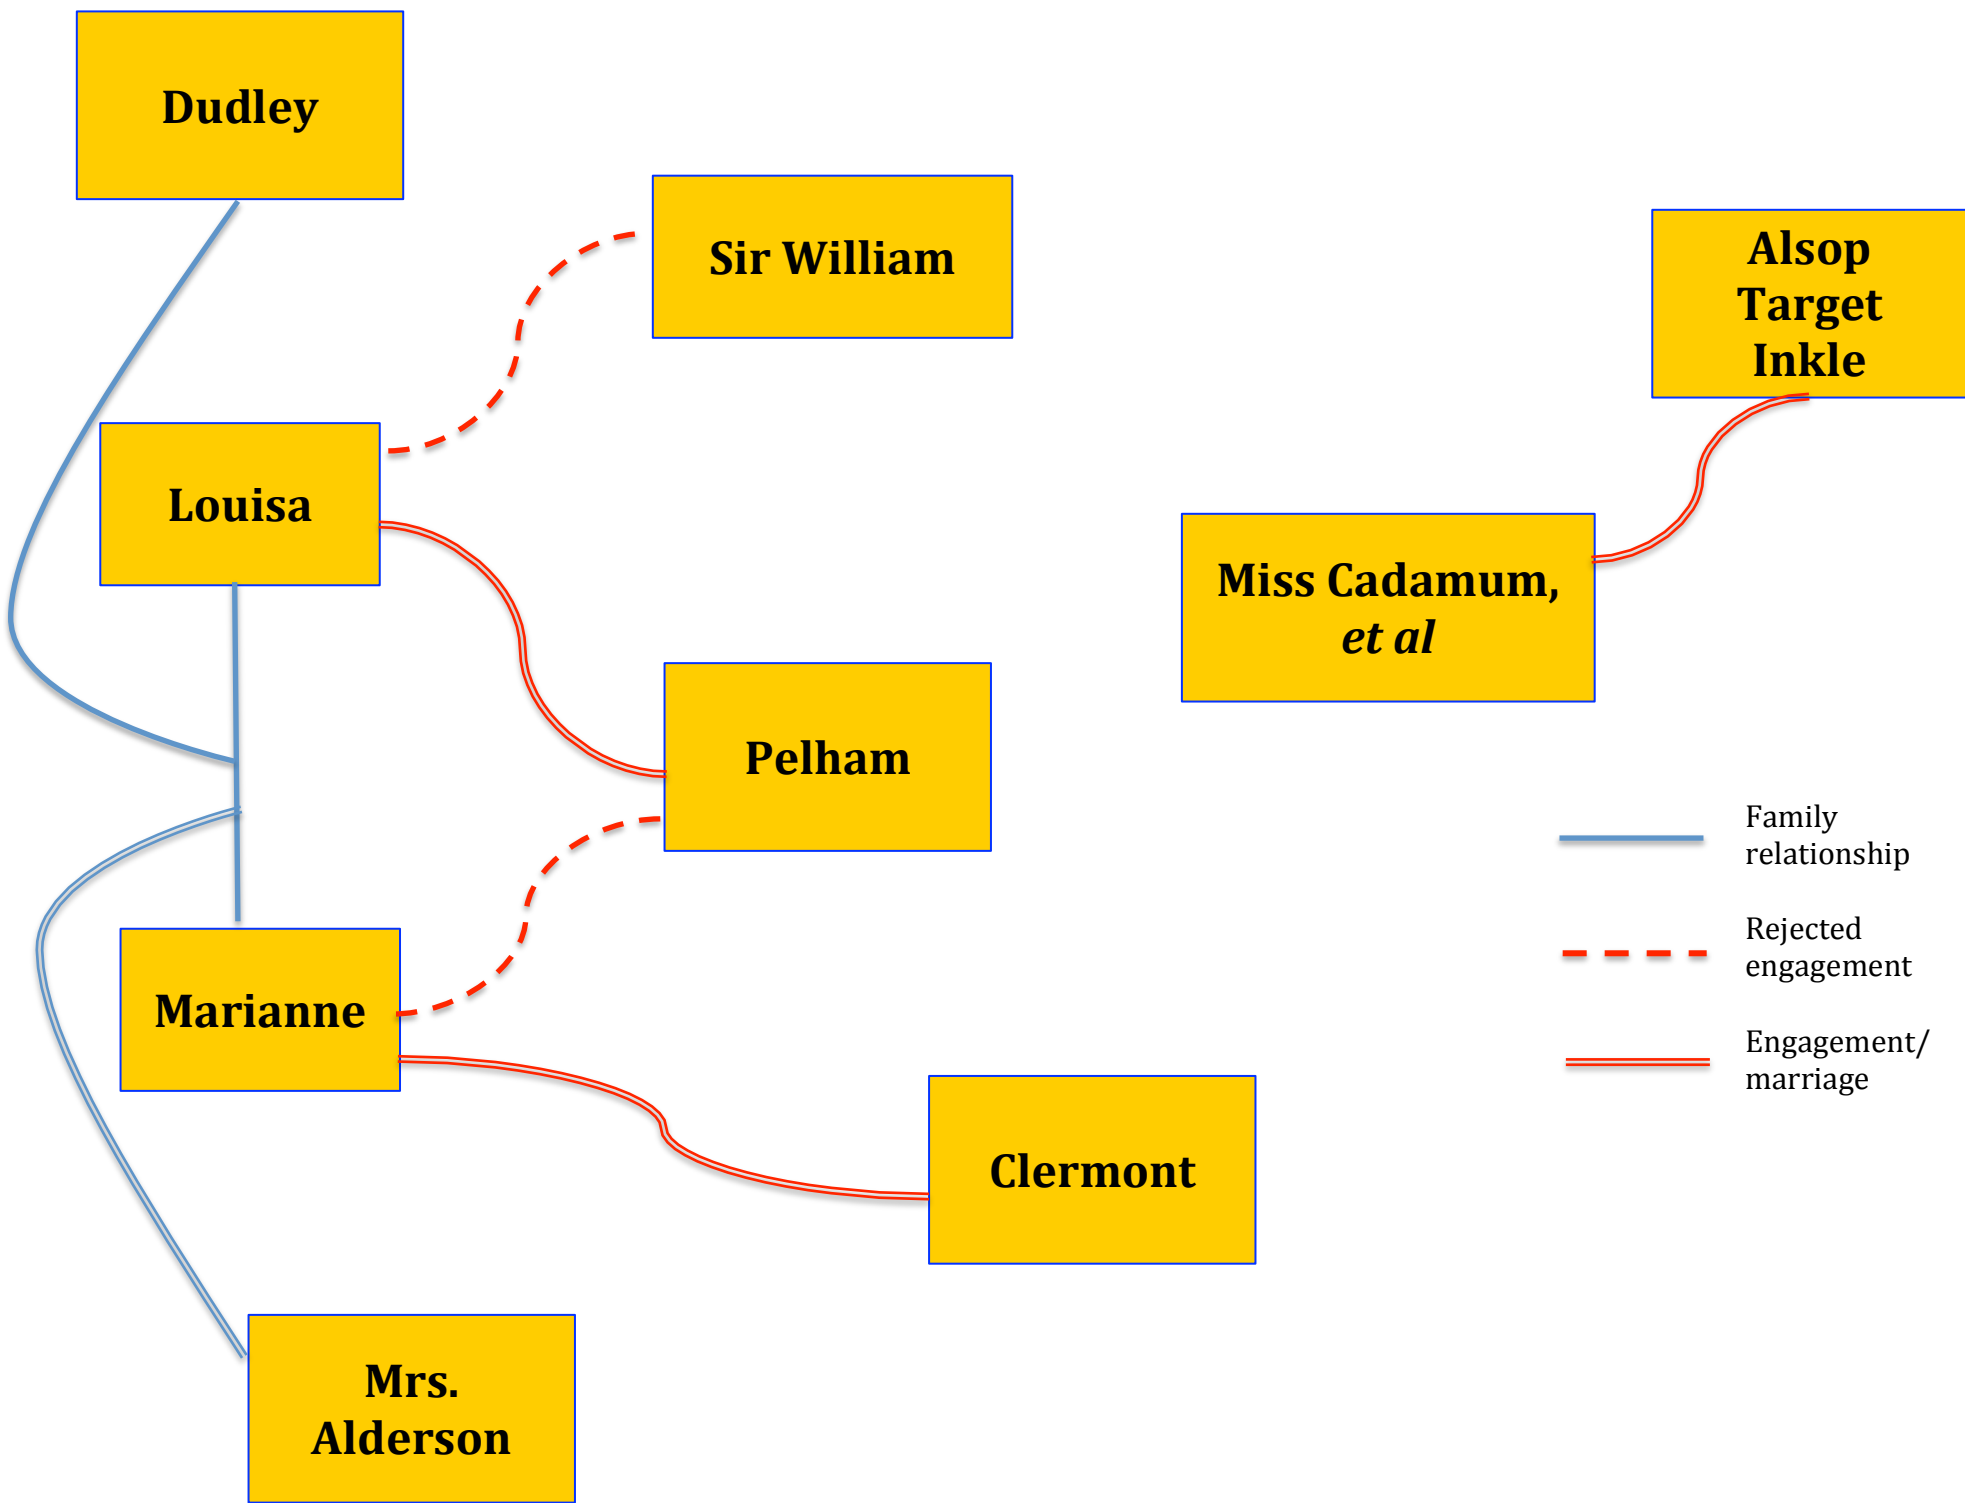 Dudley
Sir William
Alsop
Target
Inkle
Louisa
Miss Cadamum,
et al
Pelham
Family
relationship
Rejected
engagement
Engagement/
marriage
Marianne
Clermont
Mrs.
Alderson